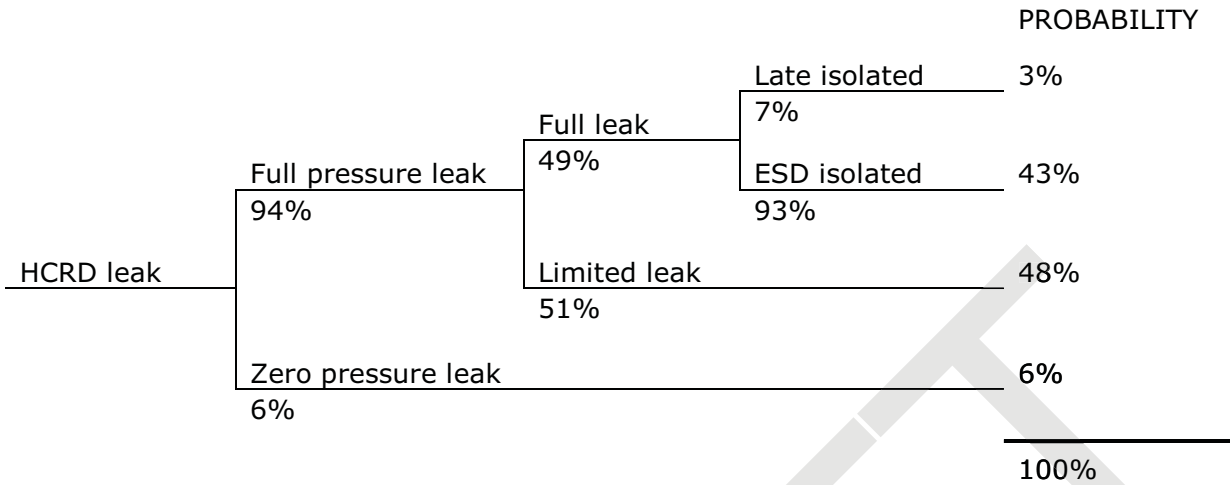 PROBABILITY
Late isolated 3%
7%
Full leak
49%
ESD isolated 43%
93%
Full pressure leak
94%
HCRD leak
Limited leak 48%
51%
Zero pressure leak 6%
6%
100%